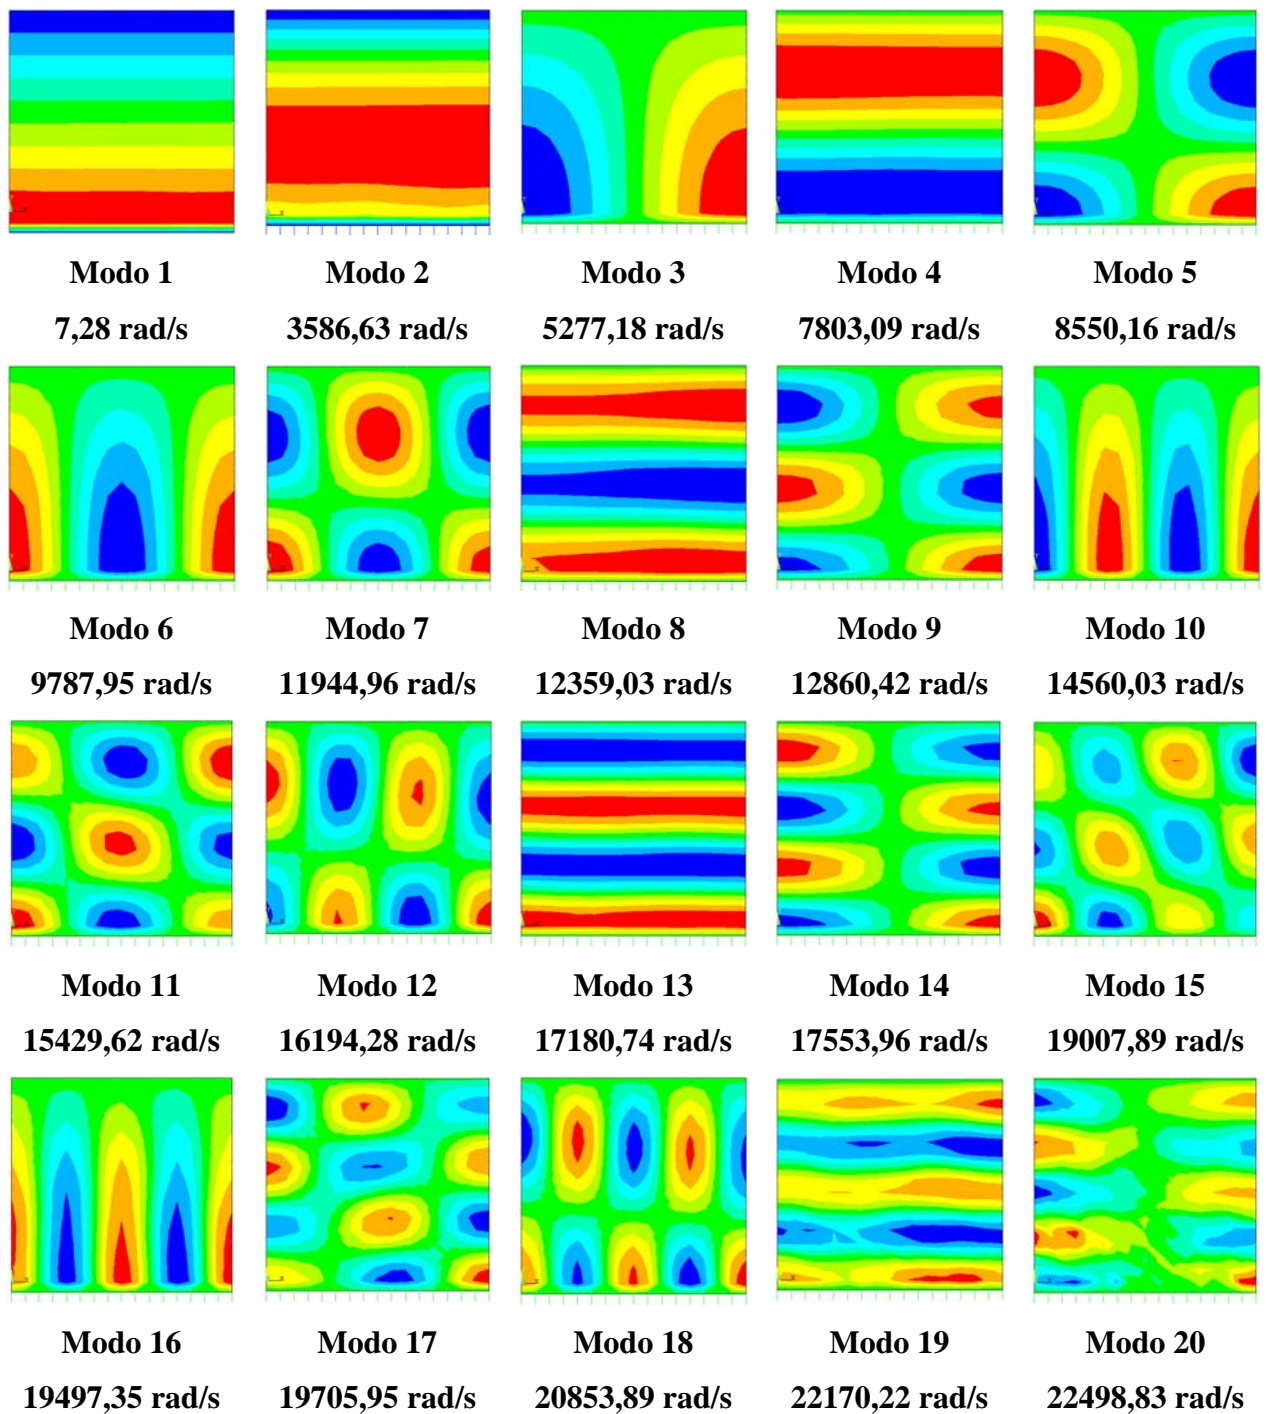 Modo 1 Modo 2 Modo 3 Modo 4 Modo 5
7,28 rad/s 3586,63 rad/s 5277,18 rad/s 7803,09 rad/s 8550,16 rad/s
Modo 6 Modo 7 Modo 8 Modo 9 Modo 10
9787,95 rad/s 11944,96 rad/s 12359,03 rad/s 12860,42 rad/s 14560,03 rad/s
Modo 11 Modo 12 Modo 13 Modo 14 Modo 15
15429,62 rad/s 16194,28 rad/s 17180,74 rad/s 17553,96 rad/s 19007,89 rad/s
Modo 16 Modo 17 Modo 18 Modo 19 Modo 20
19497,35 rad/s 19705,95 rad/s 20853,89 rad/s 22170,22 rad/s 22498,83 rad/s